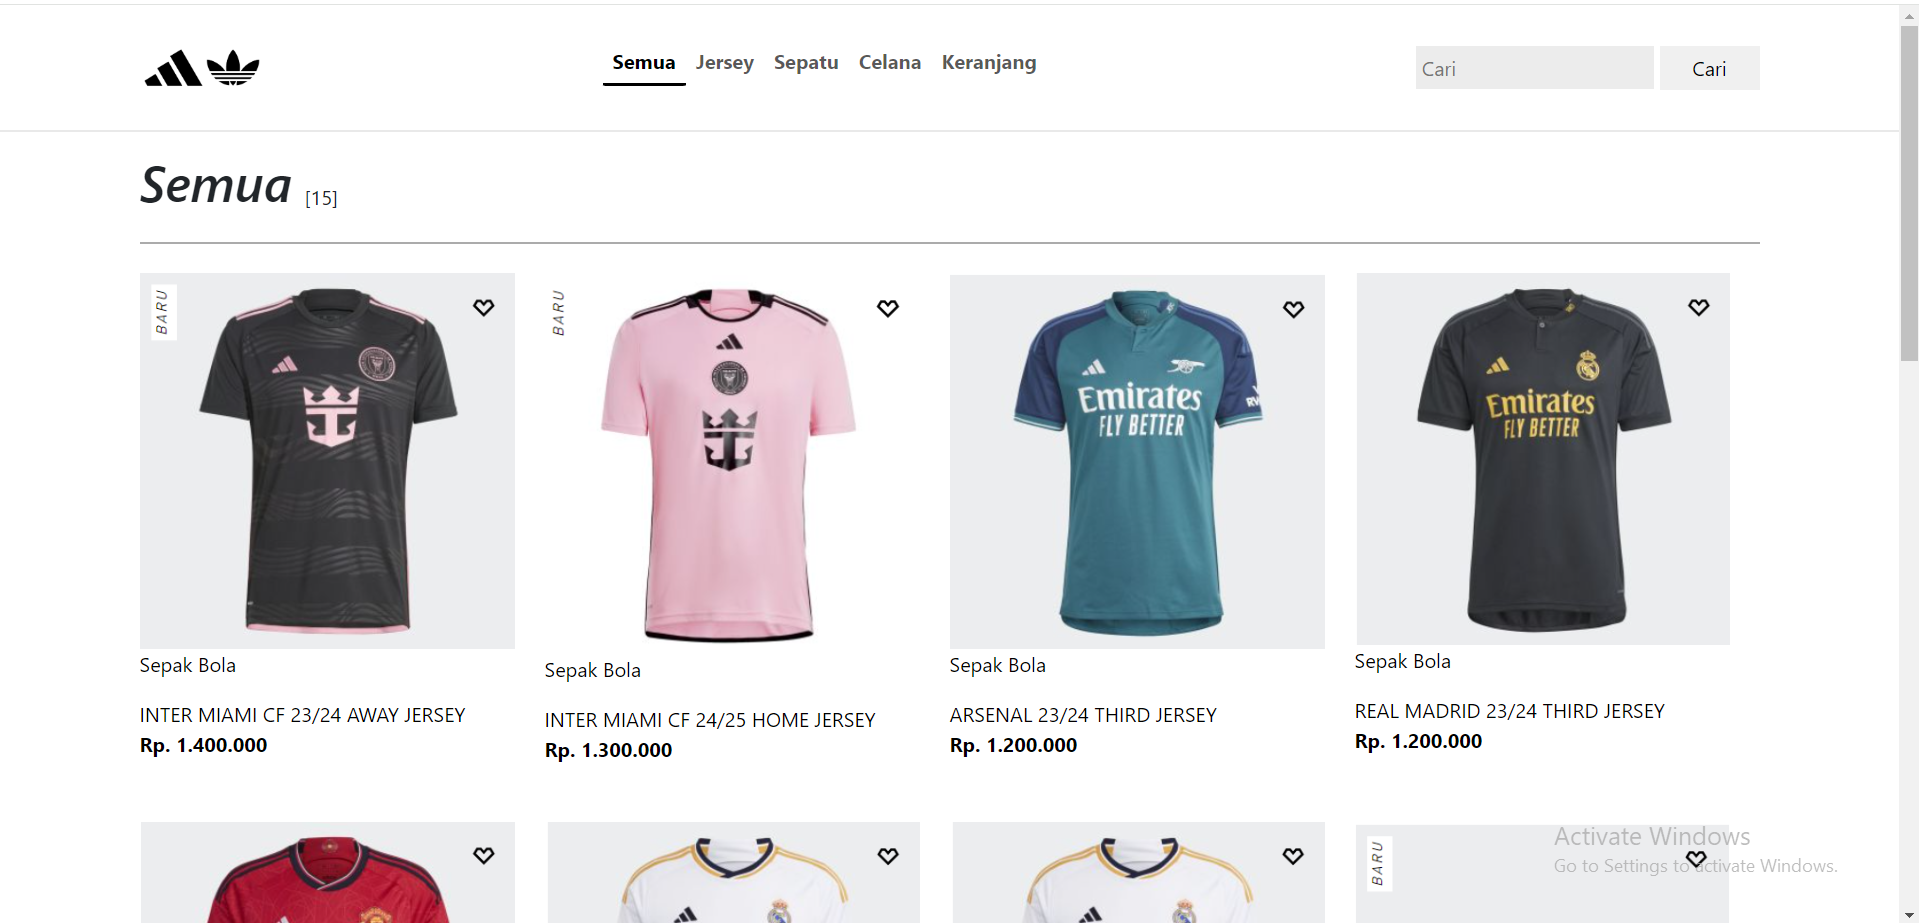 Semua Jersey Sepatu Celana Keranjang
Cari
Cari
Semua [15]
BARU
BARU
Emirates
FLY BETTER
Emirates
FLY BETTER
Sepak Bola
INTER MIAMI CF 23/24 AWAY JERSEY
Rp. 1.400.000
Sepak Bola
INTER MIAMI CF 24/25 HOME JERSEY
Rp. 1.300.000
Sepak Bola
ARSENAL 23/24 THIRD JERSEY
Rp. 1.200.000
Sepak Bola
REAL MADRID 23/24 THIRD JERSEY
Rp. 1.200.000
BARU
Activate Windows
Go to Settings to activate Windows.